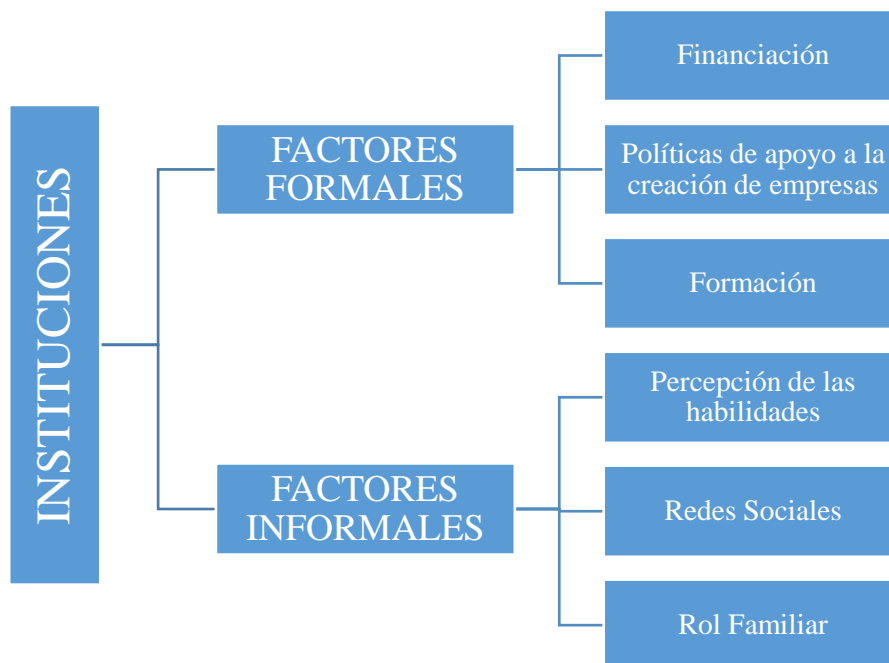 INSTITUCIONES
FACTORES
FORMALES
Financiación
Políticas de apoyo a la
creación de empresas
Formación
FACTORES
INFORMALES
Percepción de las
habilidades
Redes Sociales
Rol Familiar